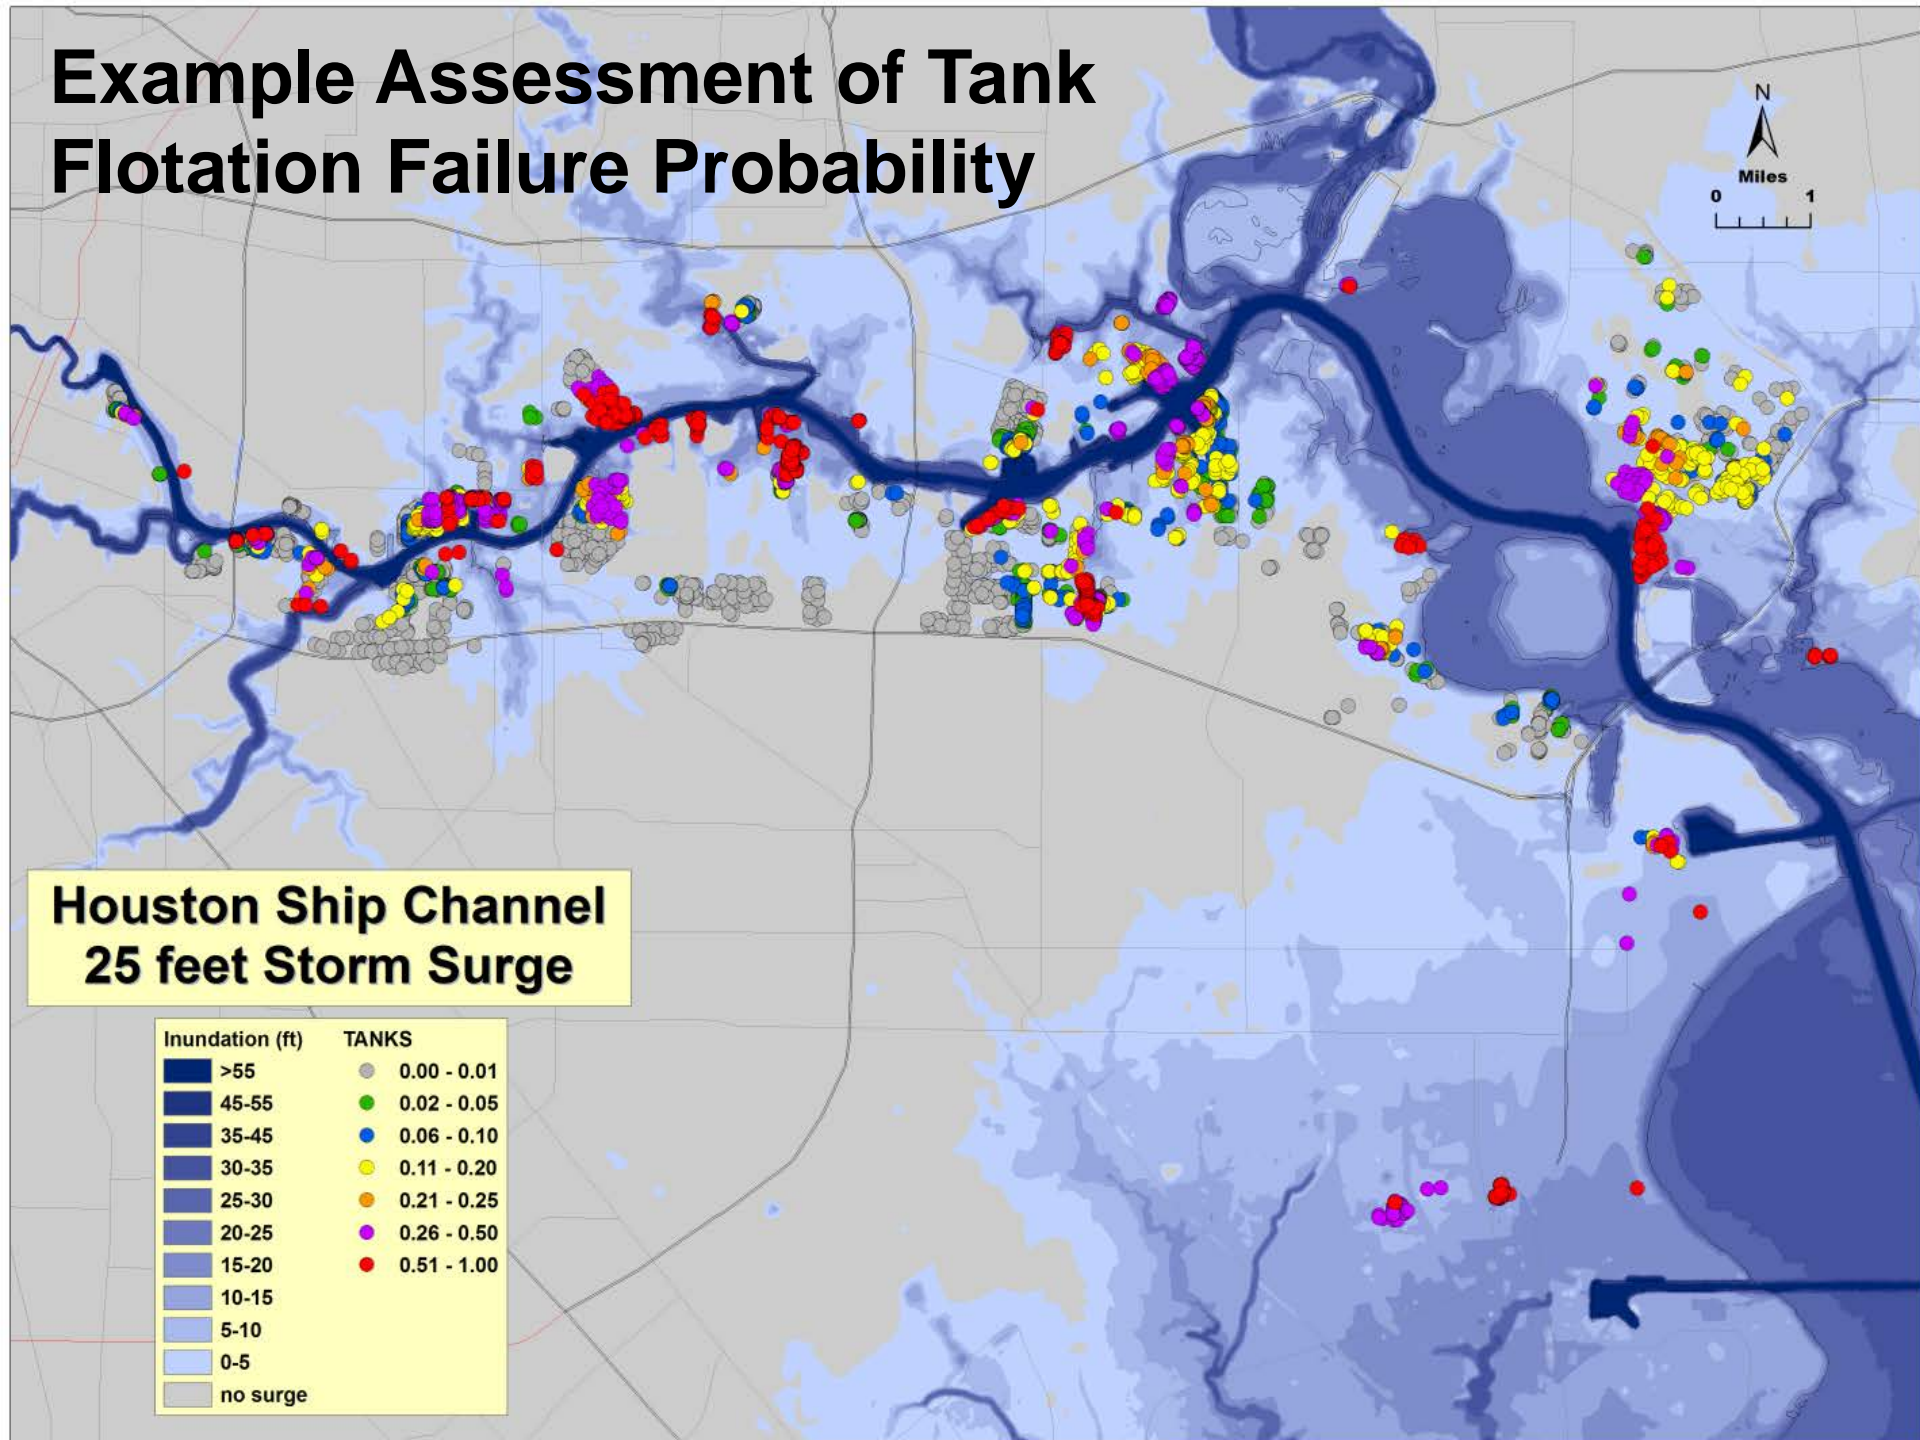 Example Assessment of Tank
Flotation Failure Probability
N
Miles
0 1
Houston Ship Channel
25 feet Storm Surge
Inundation (ft) TANKS
>55 0.00 - 0.01
45-55 0.02 - 0.05
35-45 0.06 - 0.10
30-35 0.11 - 0.20
25-30 0.21 - 0.25
20-25 0.26 - 0.50
15-20 0.51 - 1.00
10-15
5-10
0-5
no surge